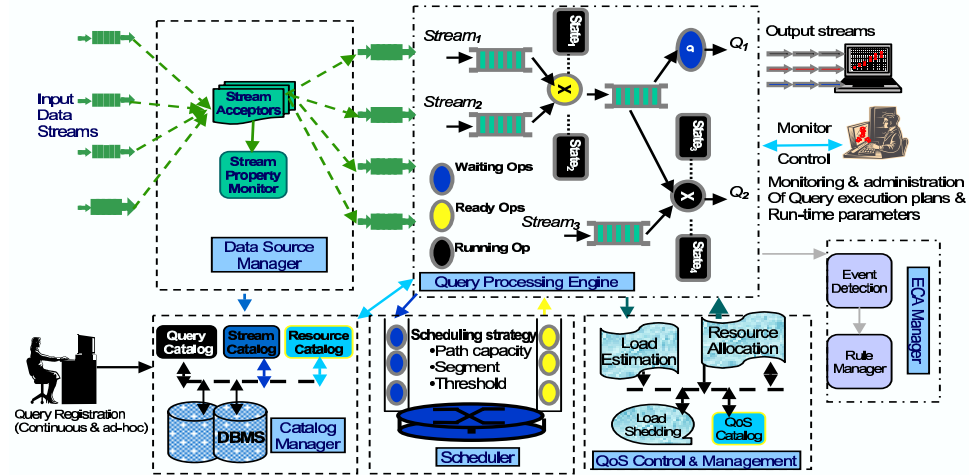 Input
Data
Streams
Stream
Acceptors
Stream
Property
Monitor
Data Source
Manager
Stream1
Stream2
Stream3
State1
State2
State3
State4
X
σ
X
Q1
Q2
Waiting Ops
Ready Ops
Running Op
Query Processing Engine
Output streams
Monitor
Control
Monitoring & administration
Of Query execution plans &
Run-time parameters
Event
Detection
Rule
Manager
ECA Manager
Query Registration
(Continuous & ad-hoc)
Query
Catalog
Stream
Catalog
Resource
Catalog
DBMS
Catalog
Manager
Scheduling strategy
•Path capacity
•Segment
•Threshold
Scheduler
Load
Estimation
Resource
Allocation
Load
Shedding
QoS
Catalog
QoS Control & Management